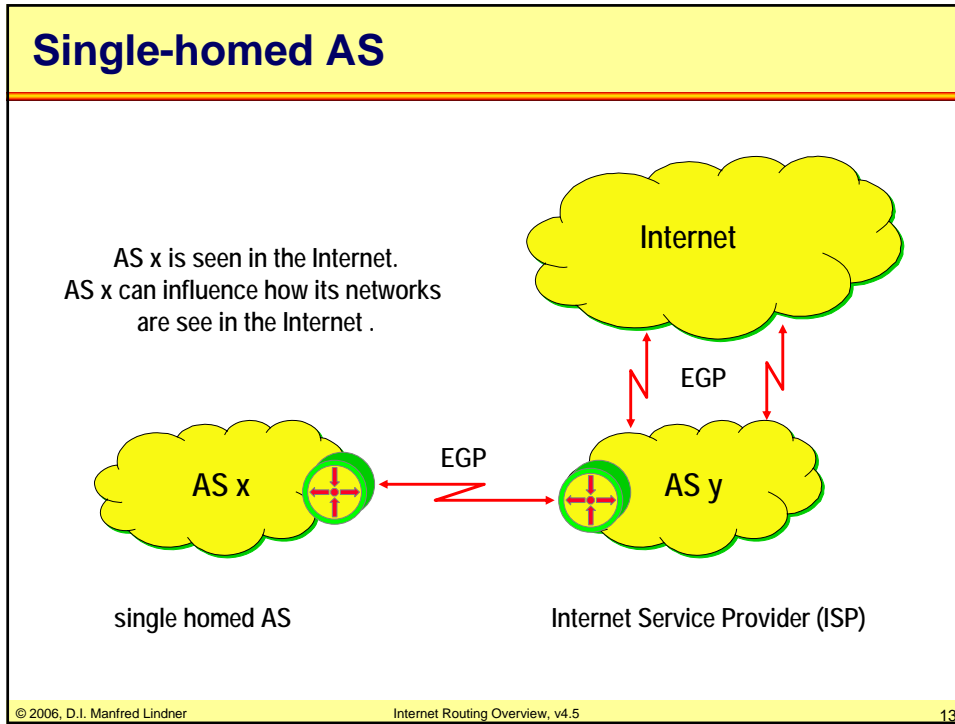 Single-homed AS
AS x is seen in the Internet.
AS x can influence how its networks
are see in the Internet .
Internet
EGP
EGP
AS x
AS y
single homed AS
Internet Service Provider (ISP)
© 2006, D.I. Manfred Lindner
Internet Routing Overview, v4.5
13